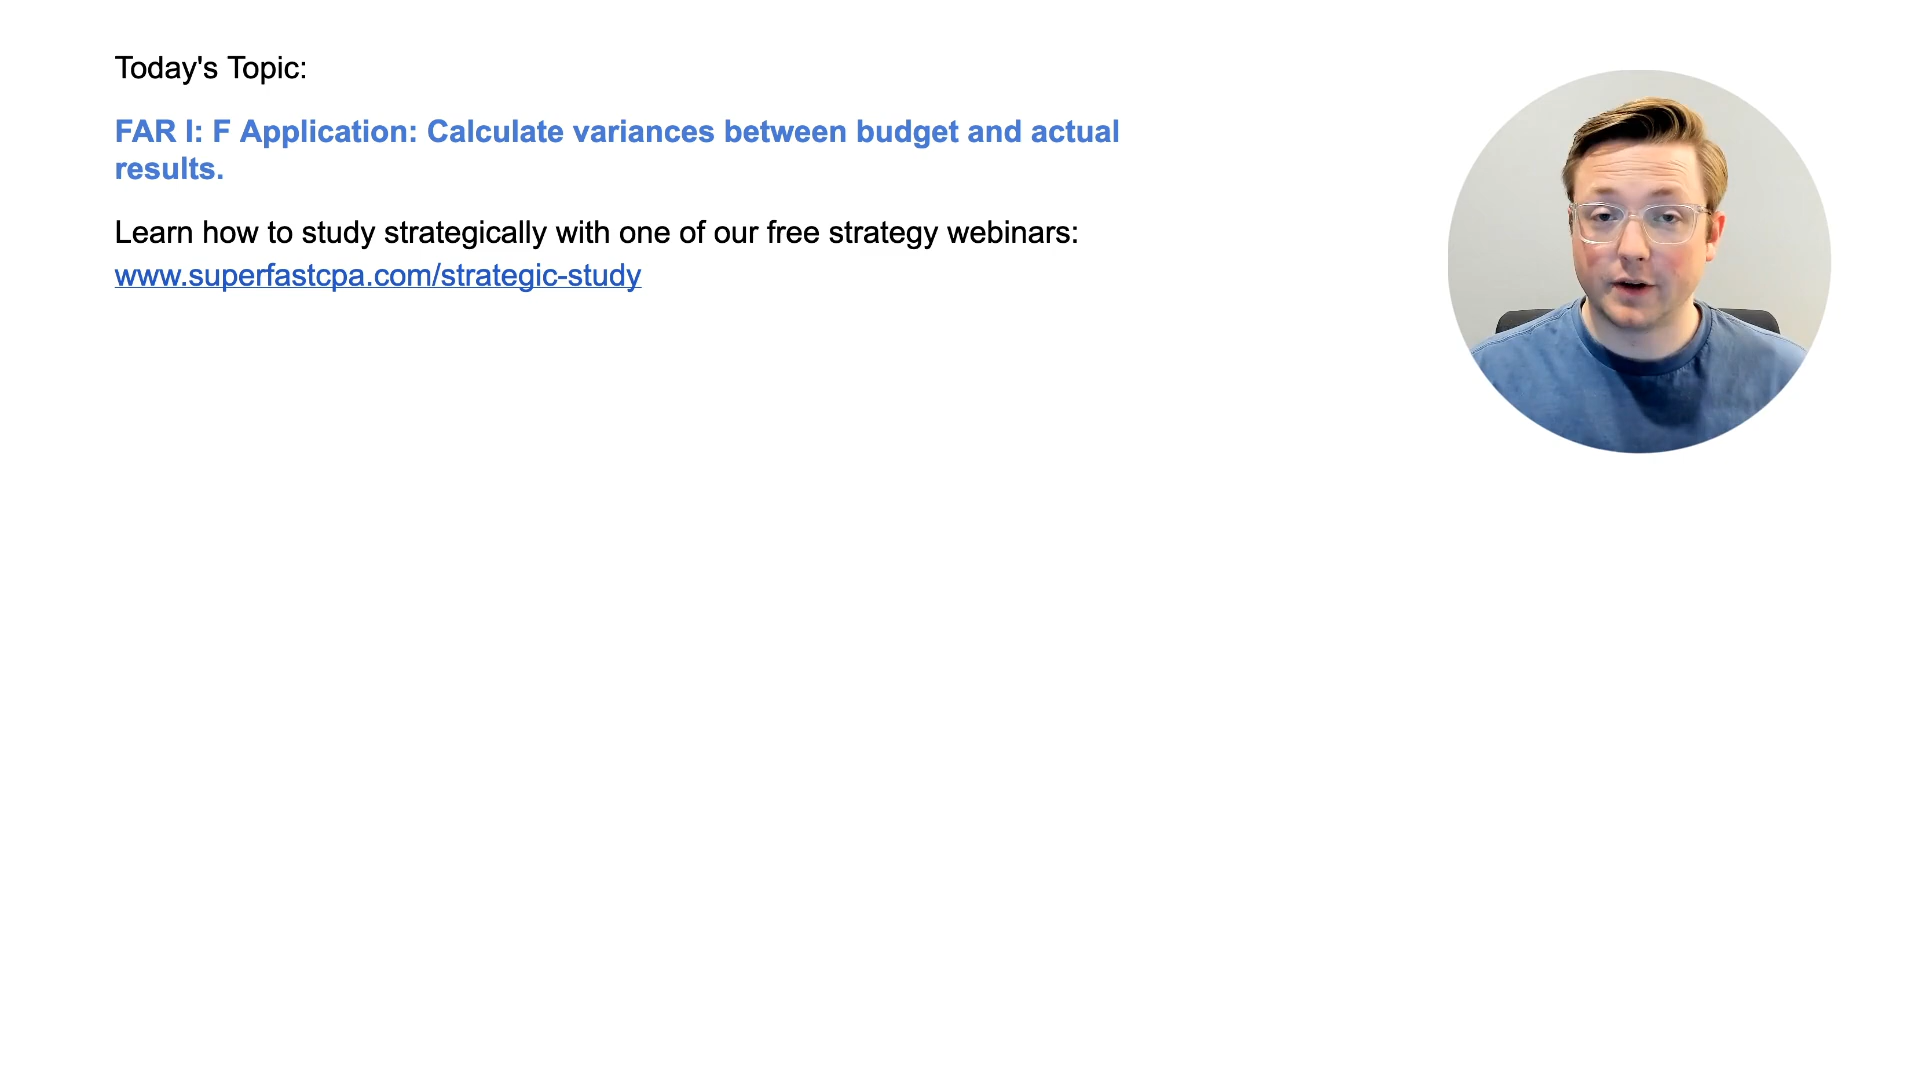 Today's Topic:
FAR I: F Application: Calculate variances between budget and actual
results.
Learn how to study strategically with one of our free strategy webinars:
www.superfastcpa.com/strategic-study